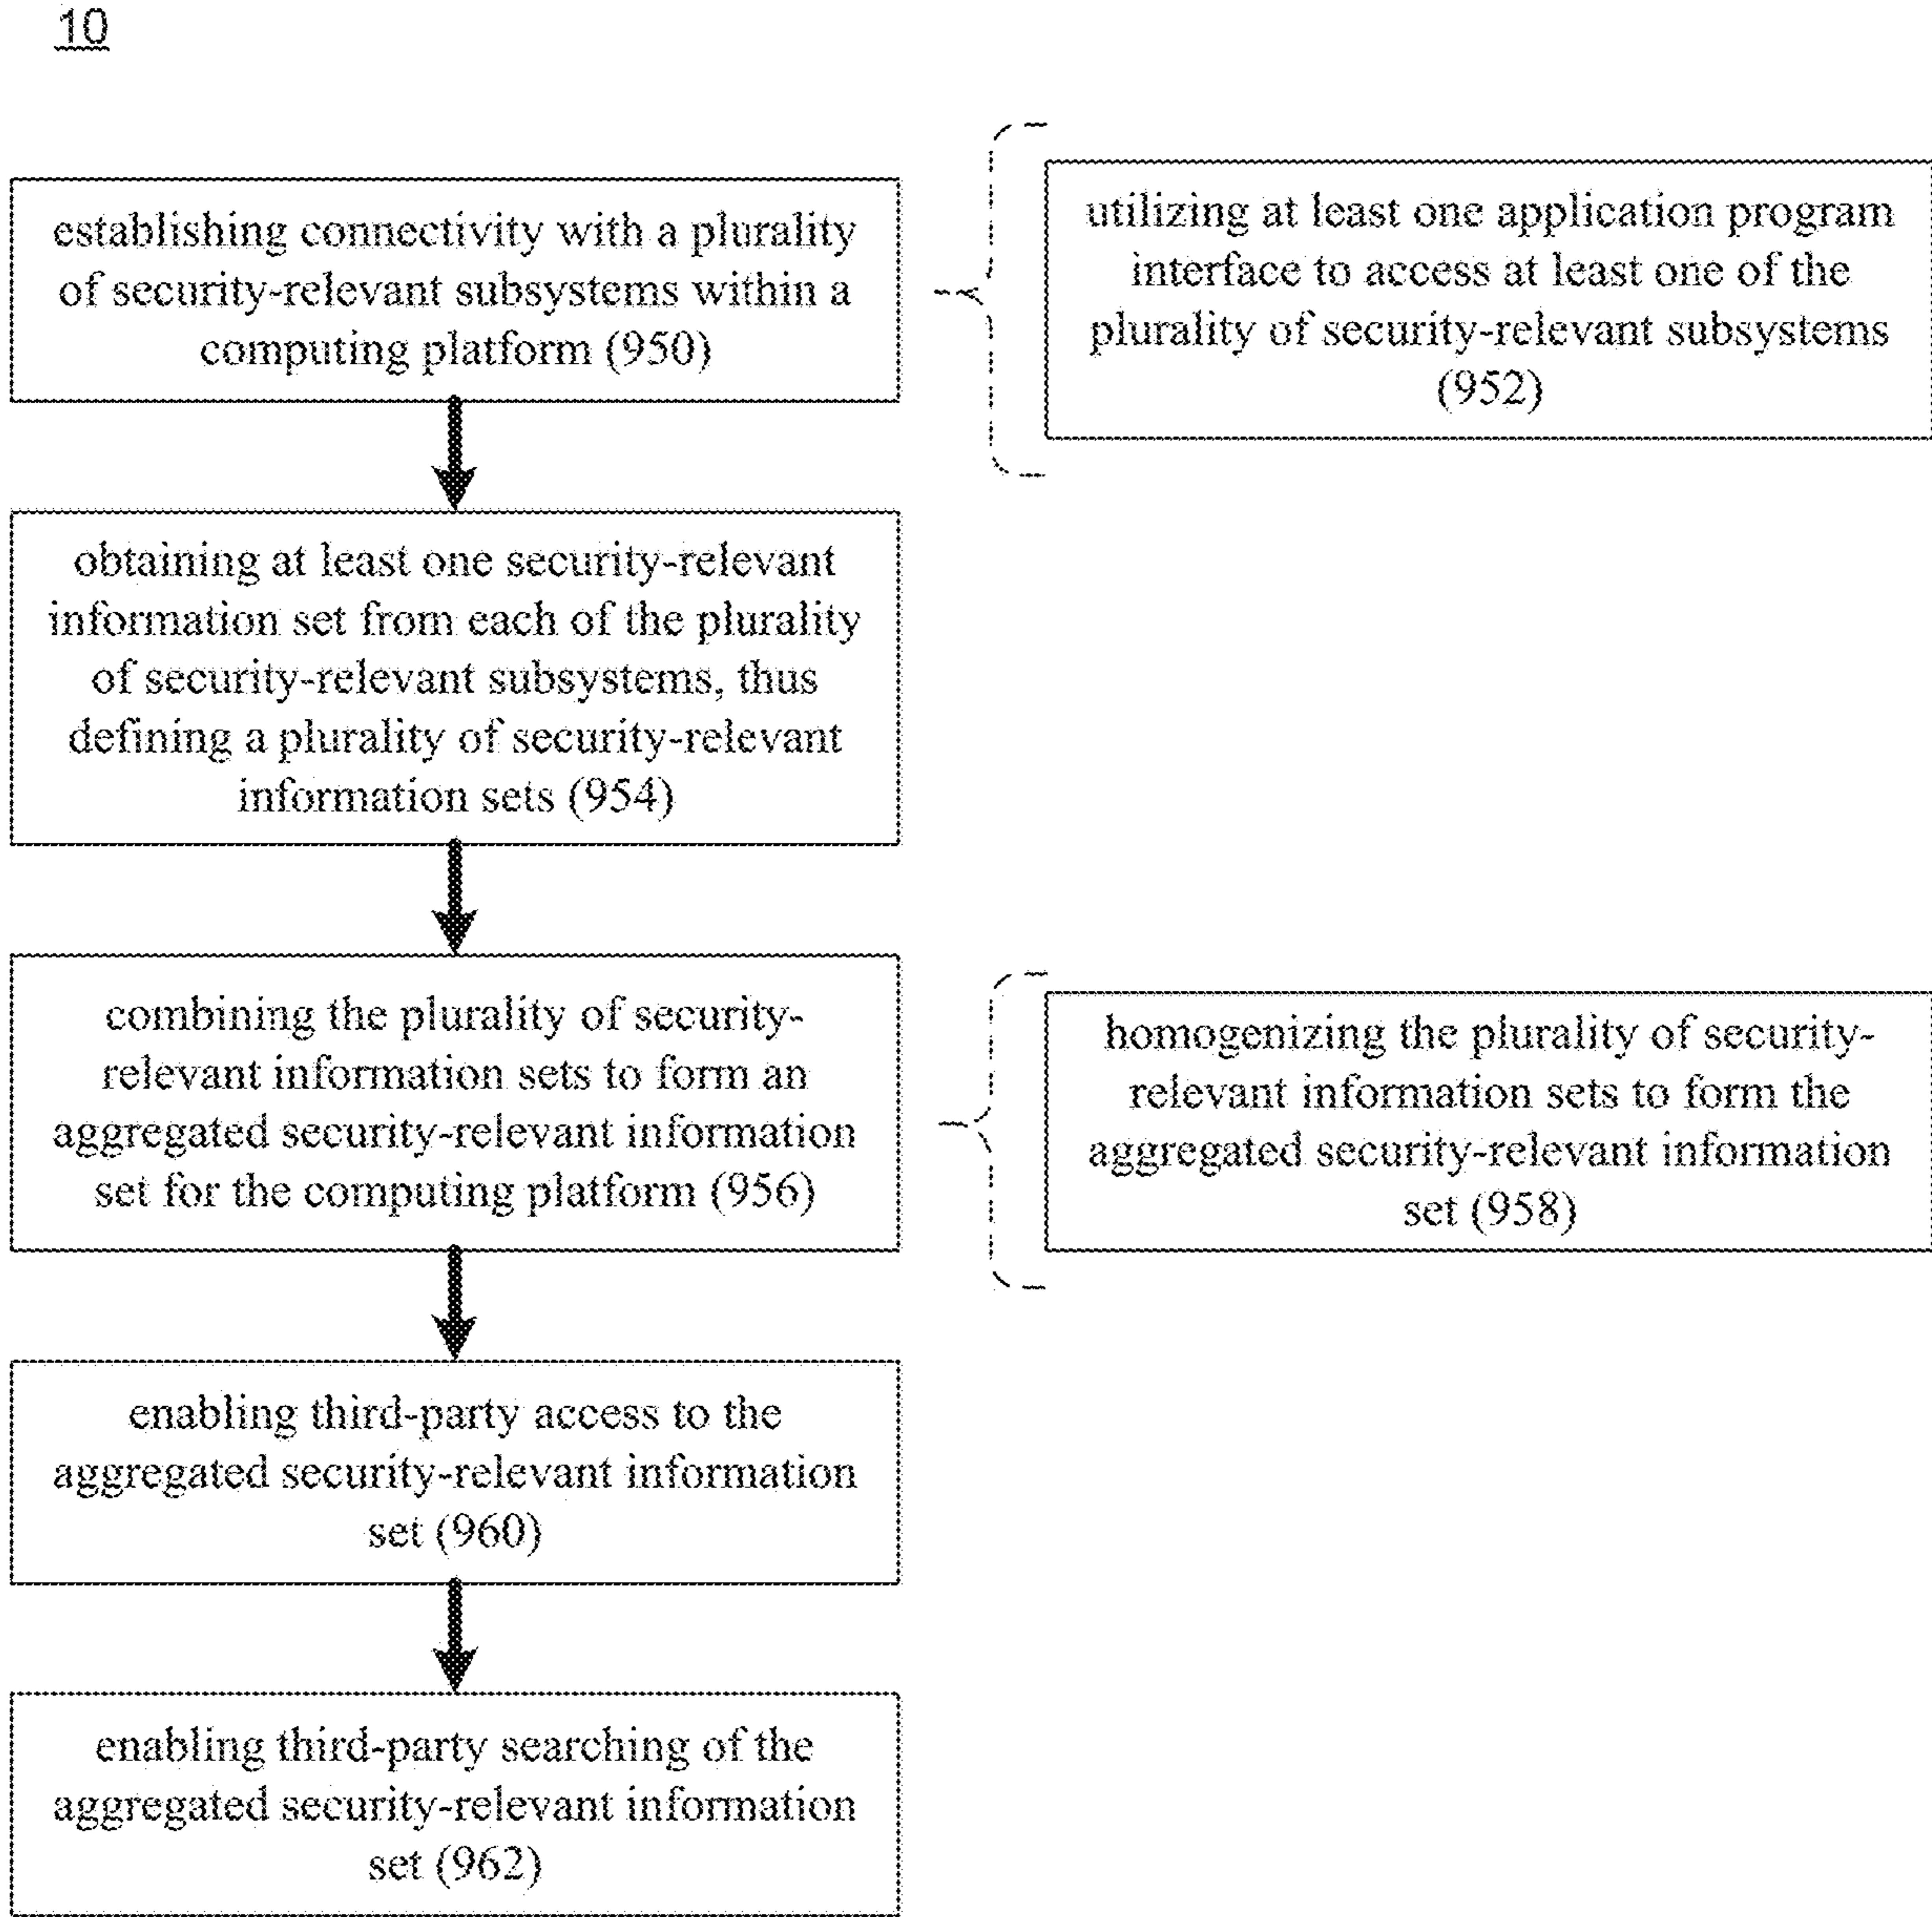 10
establishing connectivity with a plurality
of security-relevant subsystems within a
computing platform (950)
utilizing at least one application program
interface to access at least one of the
plurality of security-relevant subsystems
(952)
obtaining at least one security-relevant
information set from each of the plurality
of security-relevant subsystems, thus
defining a plurality of security-relevant
information sets (954)
combining the plurality of security-
relevant information sets to form an
aggregated security-relevant information
set for the computing platform (956)
homogenizing the plurality of security-
relevant information sets to form the
aggregated security-relevant information
set (958)
enabling third-party access to the
aggregated security-relevant information
set (960)
enabling third-party searching of the
aggregated security-relevant information
set (962)